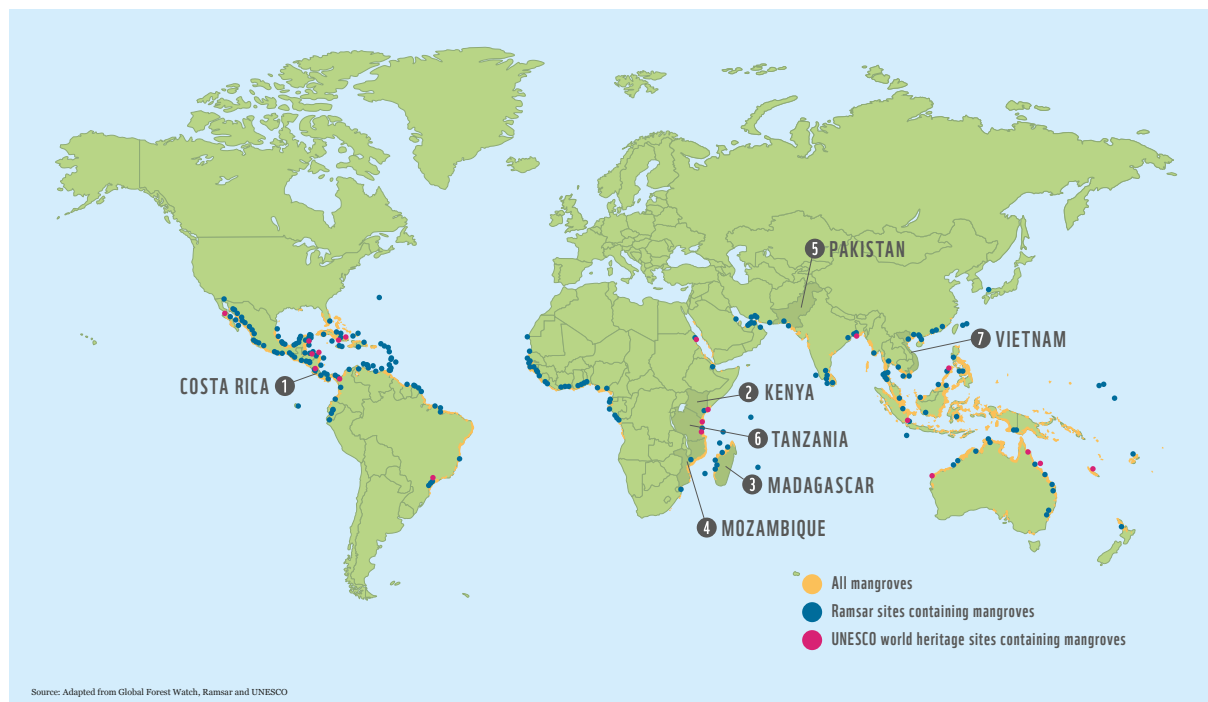 5 PAKISTAN
7 VIETNAM
COSTA RICA 1
2 KENYA
6 TANZANIA
3 MADAGASCAR
4 MOZAMBIQUE
All mangroves
Ramsar sites containing mangroves
UNESCO world heritage sites containing mangroves
Source: Adapted from Global Forest Watch, Ramsar and UNESCO